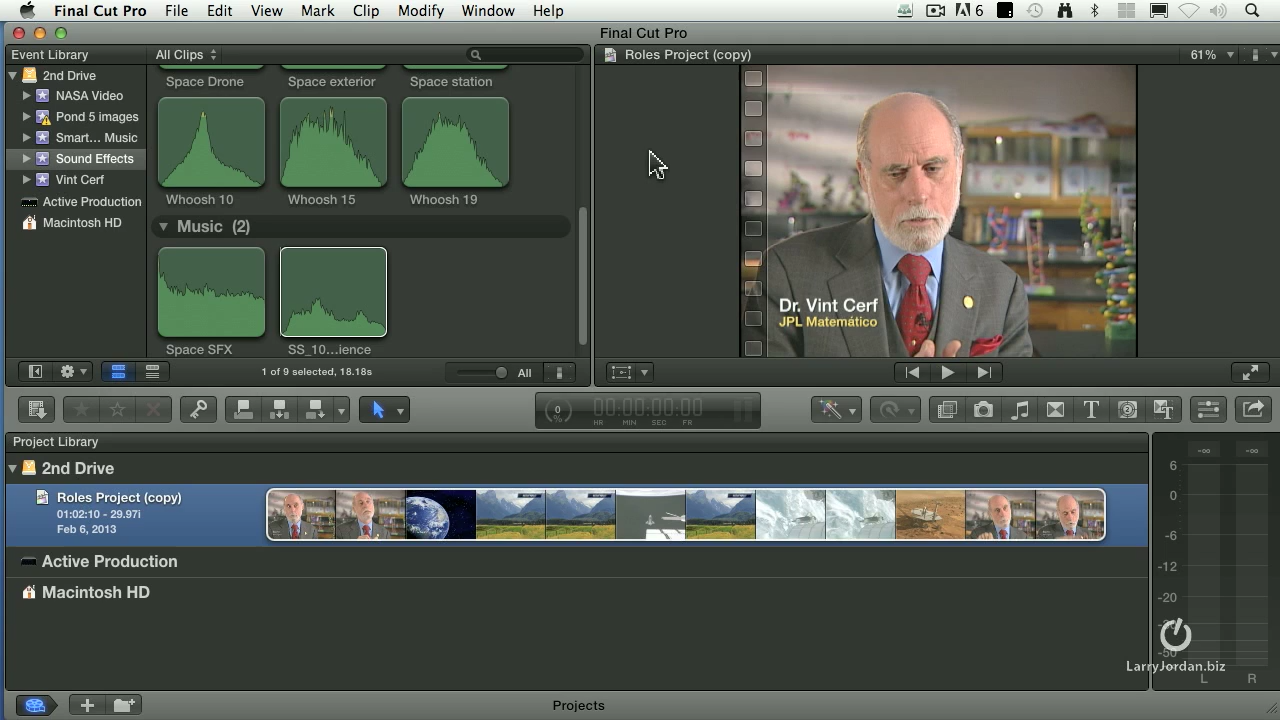 Final Cut Pro File Edit View Mark Clip Modify Window Help 6
Final Cut Pro
Event Library All Clips
Roles Project (copy) 61%
2nd Drive
NASA Video
Pond 5 images
Smart... Music
Sound Effects
Vint Cerf
Active Production
Macintosh HD
Space Drone Space exterior Space station
Whoosh 10 Whoosh 15 Whoosh 19
Music (2)
Space SFX SS_10...ience
Dr. Vint Cerf
JPL Matemático
1 of 9 selected, 18.18s All
0 % 00:00:00:00
HR MIN SEC FR
T 2 T
Project Library
2nd Drive
Roles Project (copy)
01:02:10 - 29.97i
Feb 6, 2013
Active Production
Macintosh HD
-∞ -∞
6
0
-6
-12
-20
-50
LarryJordan.biz
L R
Projects